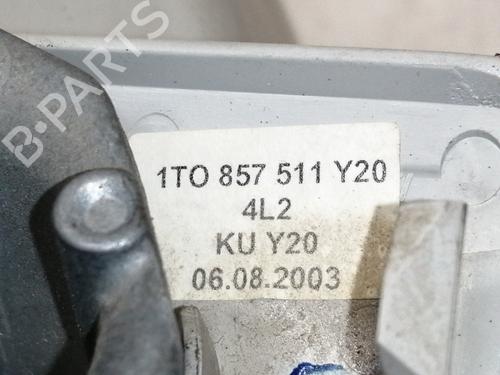 B-PARTS
1TO 857 511 Y20
4L2
KU Y20
06.08.2003